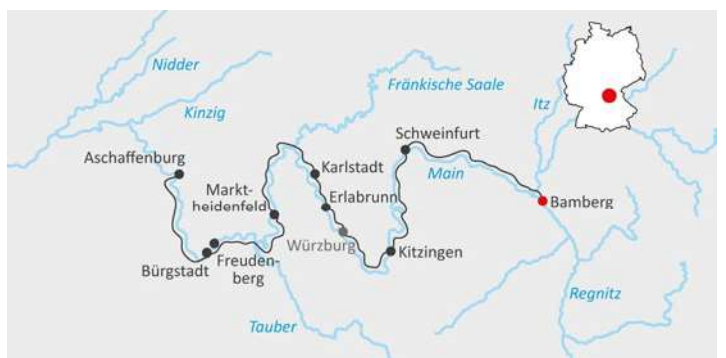 Nidder
Kinzig
Fränkische Saale
Itz
Schweinfurt
Aschaffenburg
Karlstadt
Main
Markt-
heidenfeld
Erlabrunn
Bamberg
Würzburg
Kitzingen
Freuden-
berg
Bürgstadt
Regnitz
Tauber